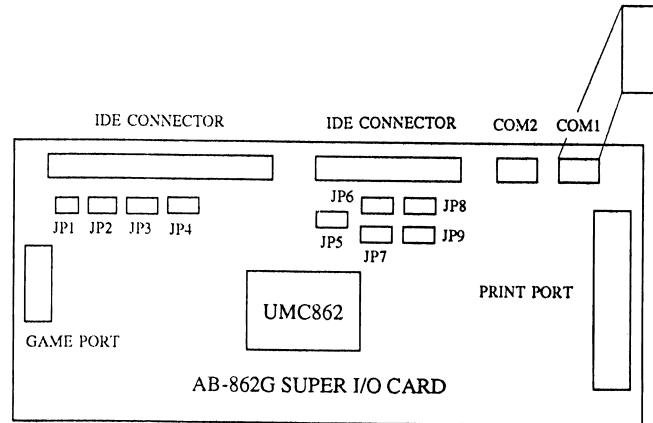 IDE CONNECTOR IDE CONNECTOR COM2 COM1
JP6 JP8
JP1 JP2 JP3 JP4 JP5 JP9
JP7
PRINT PORT
UMC862
GAME PORT
AB-862G SUPER I/O CARD